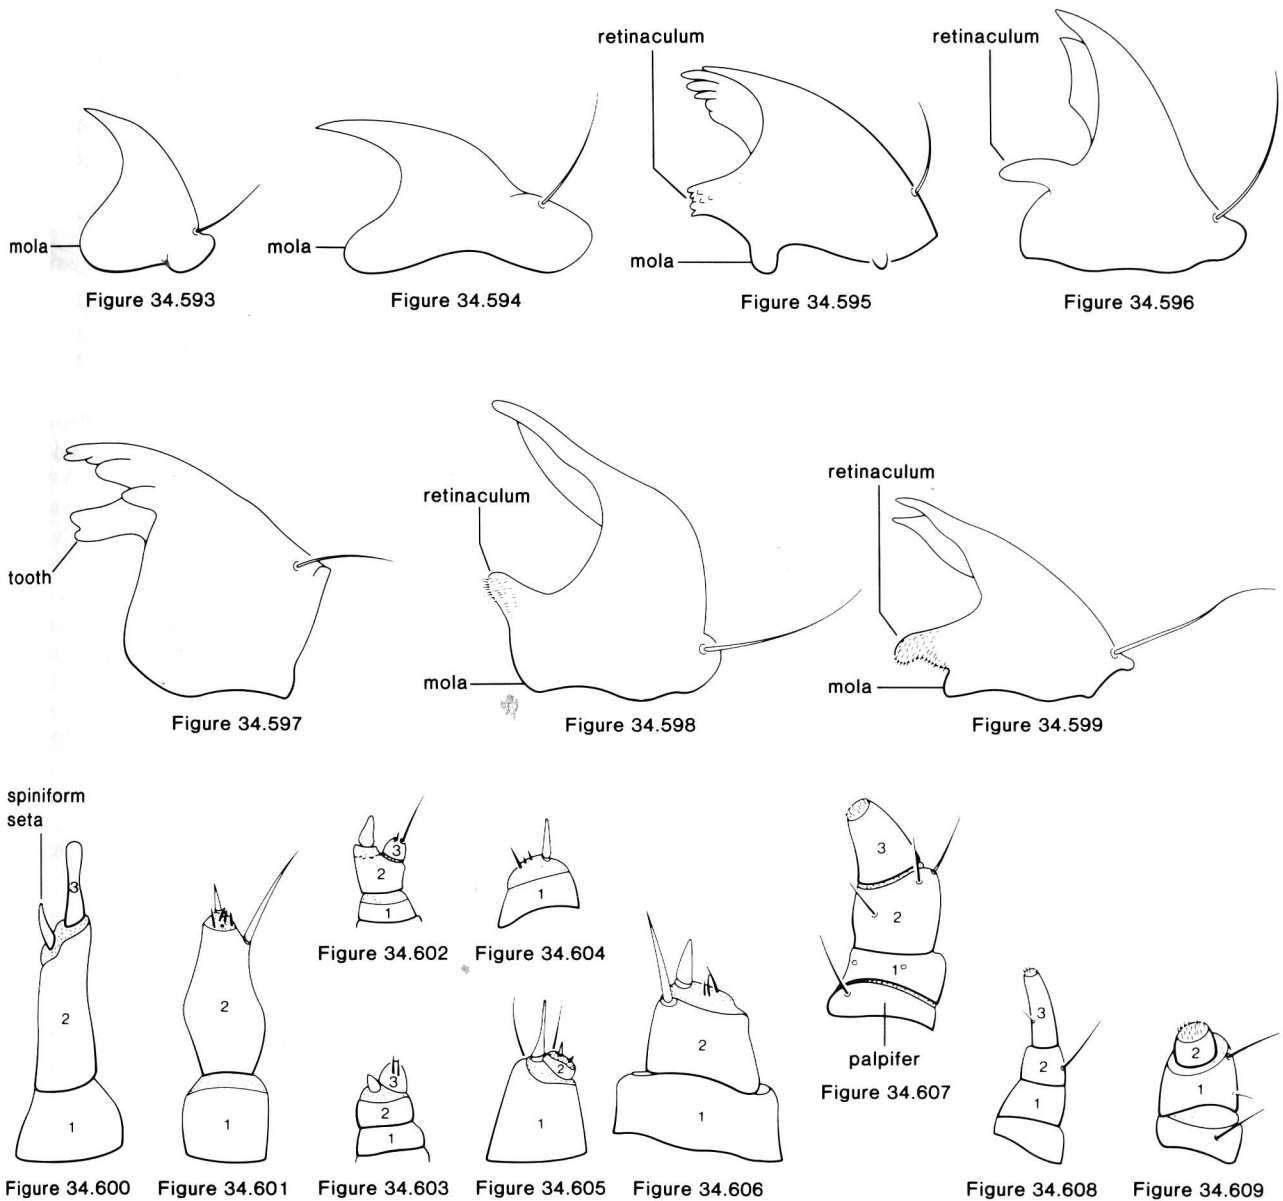 retinaculum
retinaculum
mola
mola
mola
Figure 34.593
Figure 34.594
Figure 34.595
Figure 34.596
tooth
retinaculum
mola
retinaculum
mola
Figure 34.597
Figure 34.598
Figure 34.599
spiniform
seta
3
2
1
Figure 34.600
2
1
Figure 34.601
3
2
1
Figure 34.602
3
2
1
Figure 34.603
1
Figure 34.604
2
1
Figure 34.605
2
1
Figure 34.606
3
2
1
palpifer
Figure 34.607
3
2
1
Figure 34.608
2
1
Figure 34.609